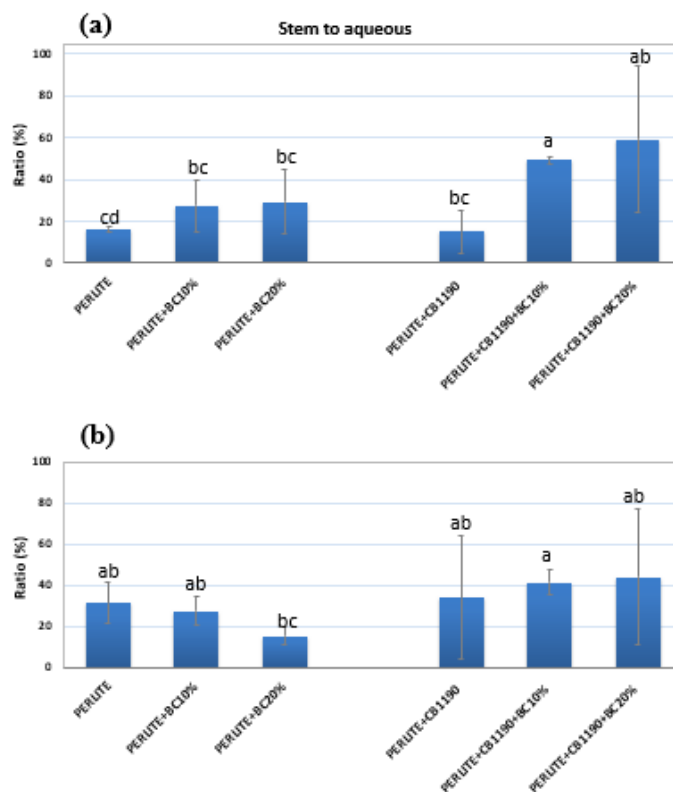 (a)
Stem to aqueous
Ratio (%)
100
80
60
40
20
0
cd
bc
bc
bc
a
ab
PERLITE
PERLITE+BC10%
PERLITE+BC20%
PERLITE+CB1190
PERLITE+CB1190+BC10%
PERLITE+CB1190+BC20%
(b)
Ratio (%)
100
80
60
40
20
0
ab
ab
bc
ab
a
ab
PERLITE
PERLITE+BC10%
PERLITE+BC20%
PERLITE+CB1190
PERLITE+CB1190+BC10%
PERLITE+CB1190+BC20%